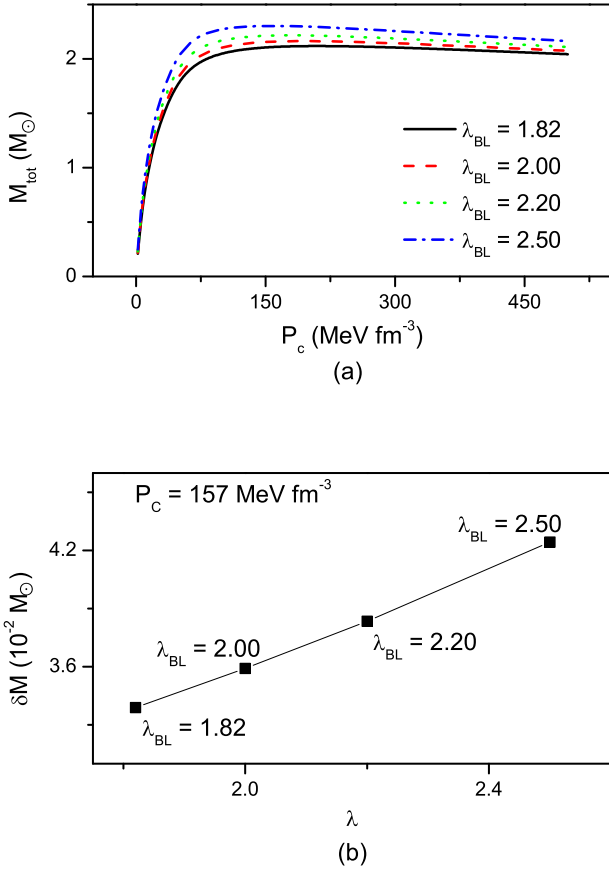 2
1
0
M_tot (M_⊙)
λ_BL = 1.82
λ_BL = 2.00
λ_BL = 2.20
λ_BL = 2.50
0 150 300 450
P_c (MeV fm^-3)
(a)
P_C = 157 MeV fm^-3
4.2
3.6
δM (10^-2 M_⊙)
λ_BL = 2.50
λ_BL = 2.00
λ_BL = 2.20
λ_BL = 1.82
2.0 2.4
λ
(b)